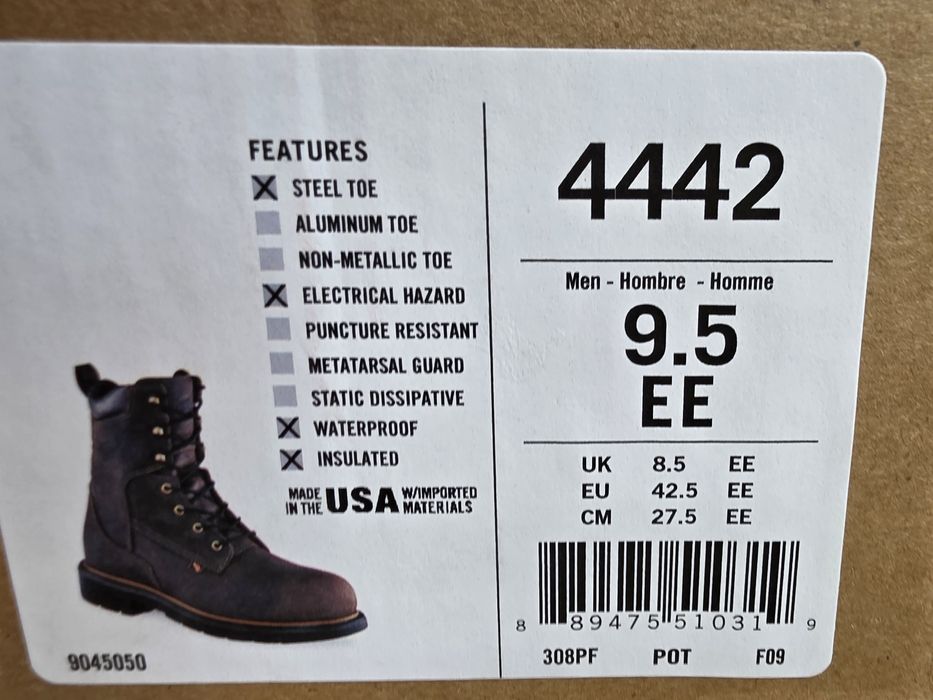 FEATURES
STEEL TOE
ALUMINUM TOE
NON-METALLIC TOE
ELECTRICAL HAZARD
PUNCTURE RESISTANT
METATARSAL GUARD
STATIC DISSIPATIVE
WATERPROOF
INSULATED
MADE IN THE USA W/IMPORTED MATERIALS
9045050
4442
Men - Hombre - Homme
9.5
EE
UK 8.5 EE
EU 42.5 EE
CM 27.5 EE
8 89475 51031 9
308PF POT F09